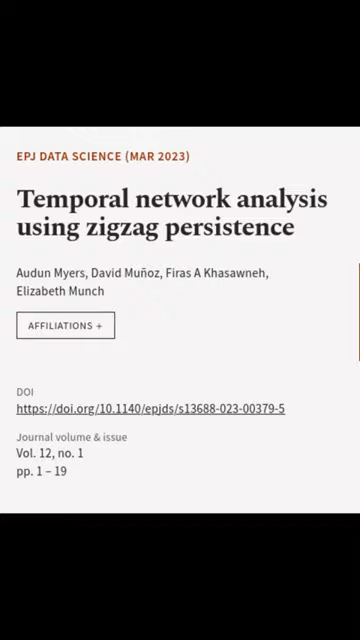 EPJ DATA SCIENCE (MAR 2023)
Temporal network analysis
using zigzag persistence
Audun Myers, David Muñoz, Firas A Khasawneh,
Elizabeth Munch
AFFILIATIONS +
DOI
https://doi.org/10.1140/epjds/s13688-023-00379-5
Journal volume & issue
Vol. 12, no. 1
pp. 1 – 19